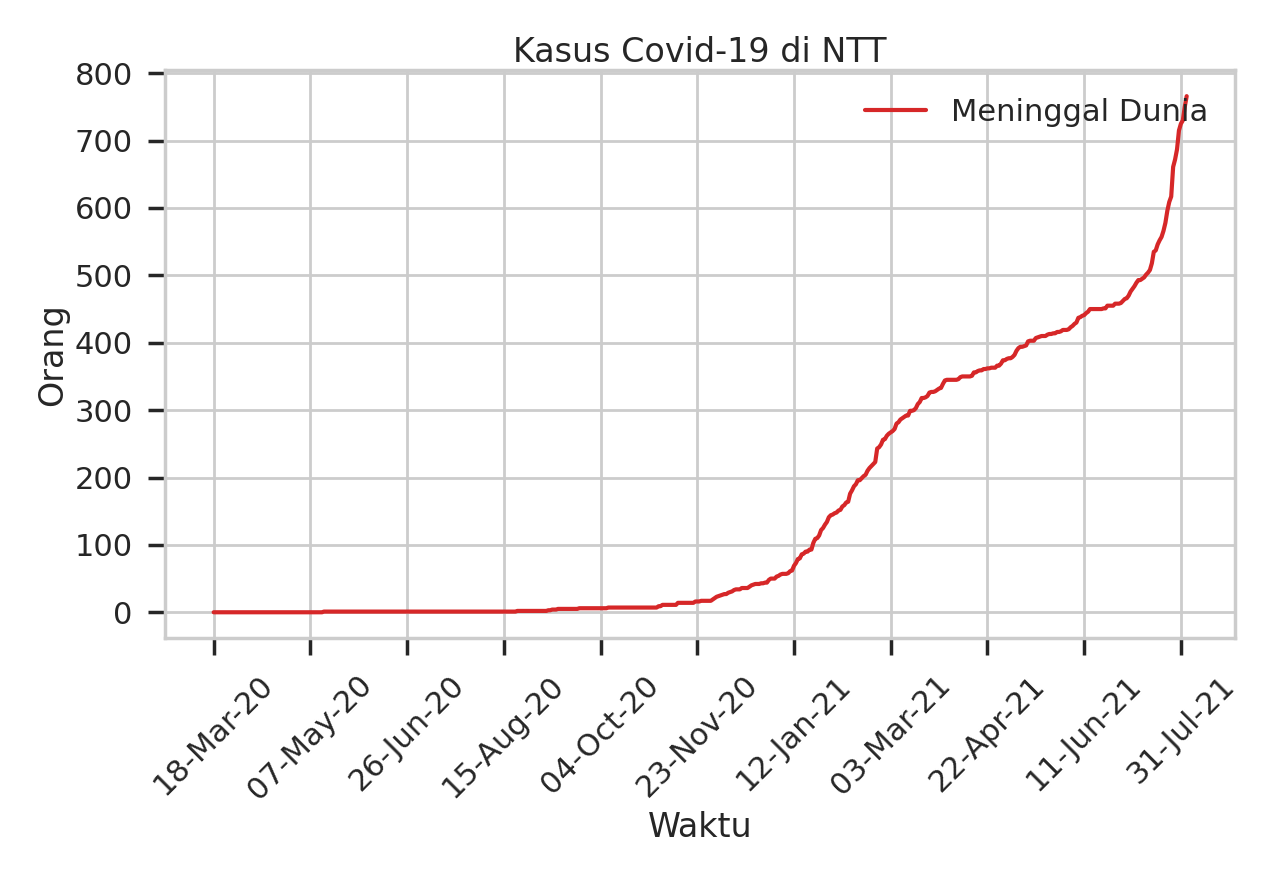 Kasus Covid-19 di NTT
800
700
600
500
400
300
200
100
0
Orang
Meninggal Dunia
18-Mar-20
07-May-20
26-Jun-20
15-Aug-20
04-Oct-20
23-Nov-20
12-Jan-21
03-Mar-21
22-Apr-21
11-Jun-21
31-Jul-21
Waktu